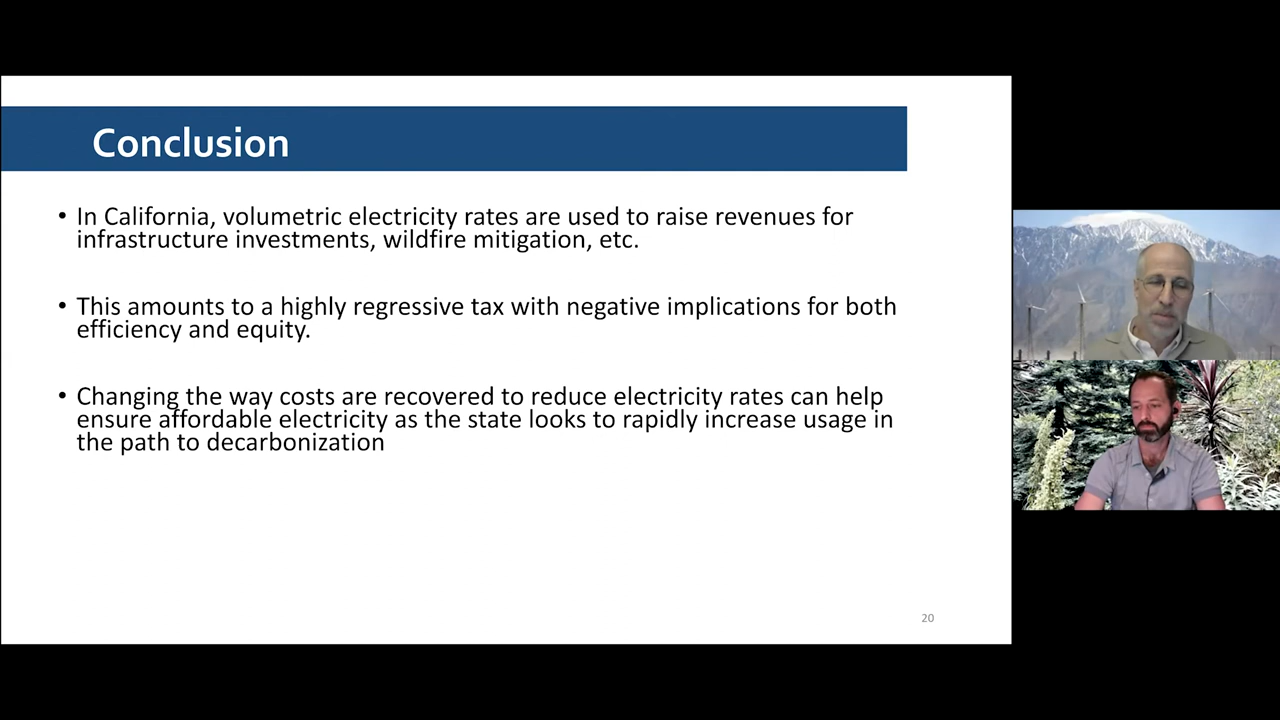 Conclusion
• In California, volumetric electricity rates are used to raise revenues for
infrastructure investments, wildfire mitigation, etc.
• This amounts to a highly regressive tax with negative implications for both
efficiency and equity.
• Changing the way costs are recovered to reduce electricity rates can help
ensure affordable electricity as the state looks to rapidly increase usage in
the path to decarbonization
20